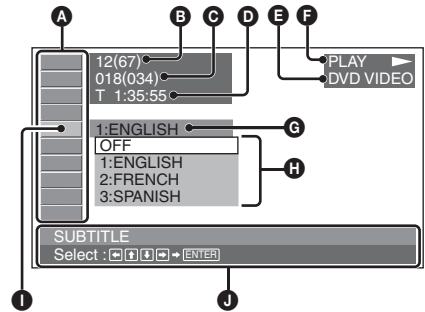 A B C D E F
12(67)
018(034)
T 1:35:55
PLAY
DVD VIDEO
1:ENGLISH
G
OFF
1:ENGLISH
2:FRENCH
3:SPANISH
H
SUBTITLE
Select : ←↑↓→ → ENTER
I J